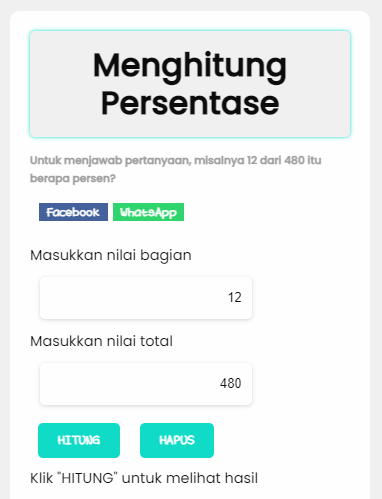 Menghitung
Persentase
Untuk menjawab pertanyaan, misalnya 12 dari 480 itu
berapa persen?
Facebook WhatsApp
Masukkan nilai bagian
12
Masukkan nilai total
480
HITUNG HAPUS
Klik "HITUNG" untuk melihat hasil